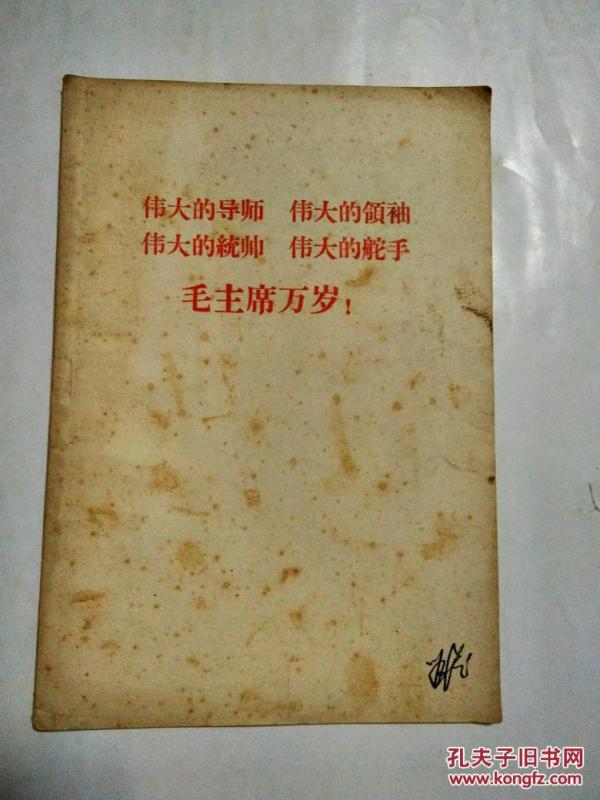 伟大的导师 伟大的領袖
伟大的統帅 伟大的舵手
毛主席万岁！
孔夫子旧书网
www.kongfz.com